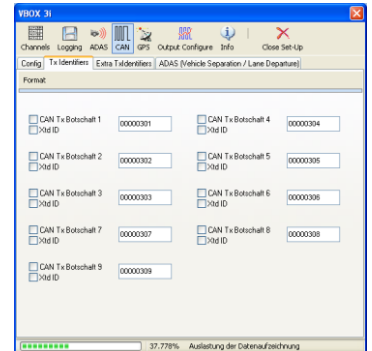 VBOX 3i
Channels Logging ADAS CAN GPS Output Configure Info Close Set-Up
Config Tx Identifiers Extra TxIdentifiers ADAS (Vehicle Separation / Lane Departure)
Format
CAN Tx Botschaft 1 00000301 CAN Tx Botschaft 4 00000304
Xtd ID Xtd ID
CAN Tx Botschaft 2 00000302 CAN Tx Botschaft 5 00000305
Xtd ID Xtd ID
CAN Tx Botschaft 3 00000303 CAN Tx Botschaft 6 00000306
Xtd ID Xtd ID
CAN Tx Botschaft 7 00000307 CAN Tx Botschaft 8 00000308
Xtd ID Xtd ID
CAN Tx Botschaft 9 00000309
Xtd ID
37.778% Auslastung der Datenaufzeichnung